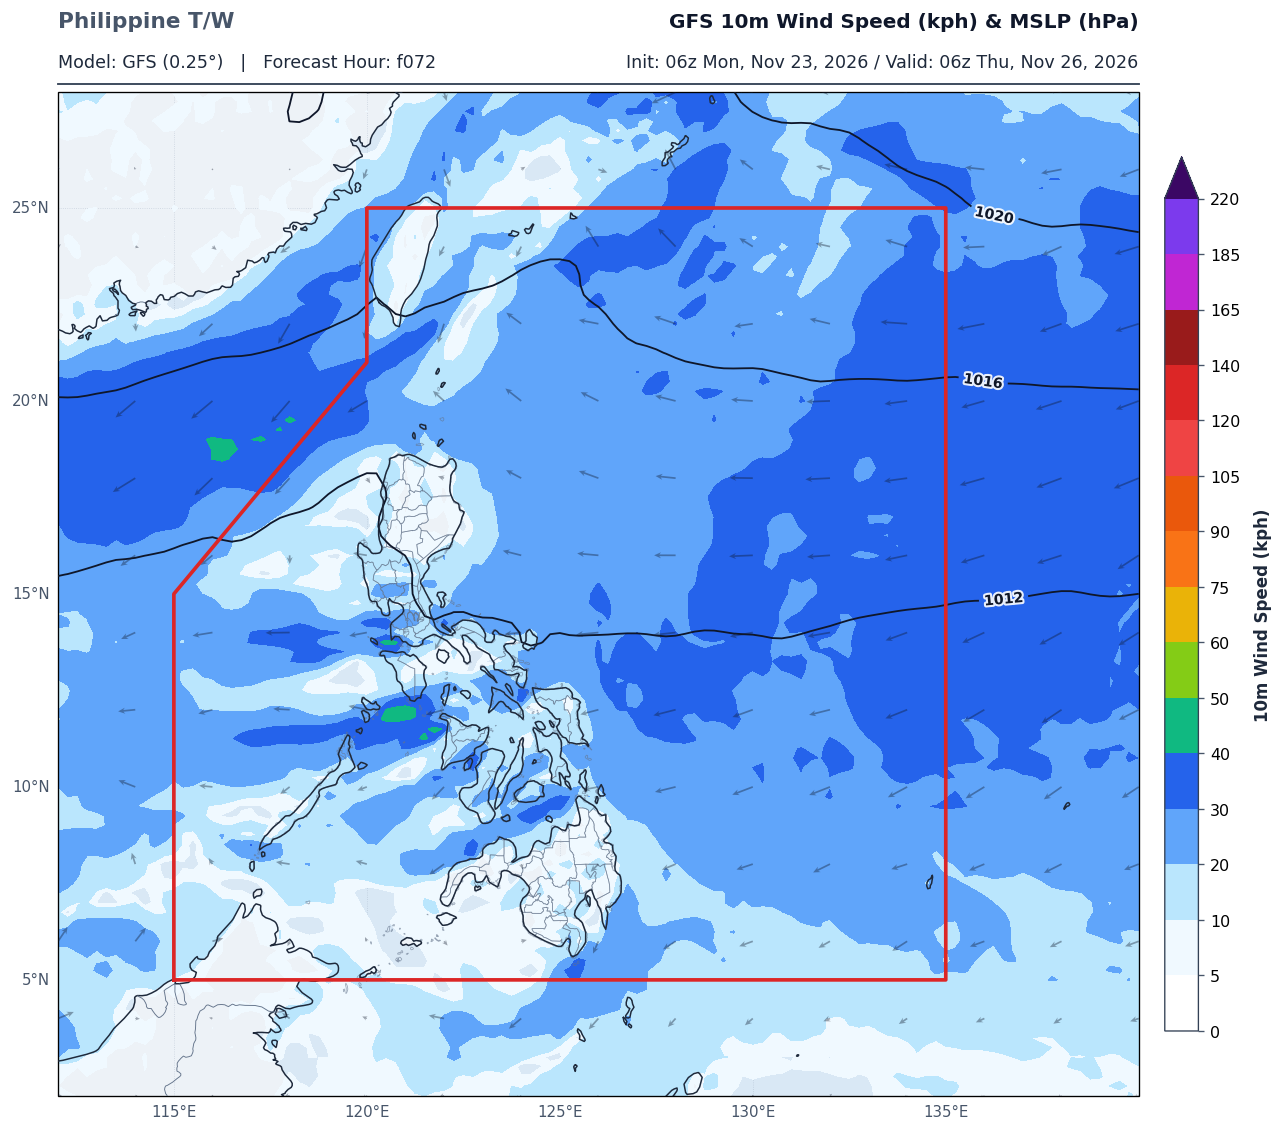 Philippine T/W
GFS 10m Wind Speed (kph) & MSLP (hPa)
Model: GFS (0.25°) | Forecast Hour: f072
Init: 06z Mon, Nov 23, 2026 / Valid: 06z Thu, Nov 26, 2026
25°N
20°N
15°N
10°N
5°N
115°E
120°E
125°E
130°E
135°E
1020
1016
1012
220
185
165
140
120
105
90
75
60
50
40
30
20
10
5
0
10m Wind Speed (kph)